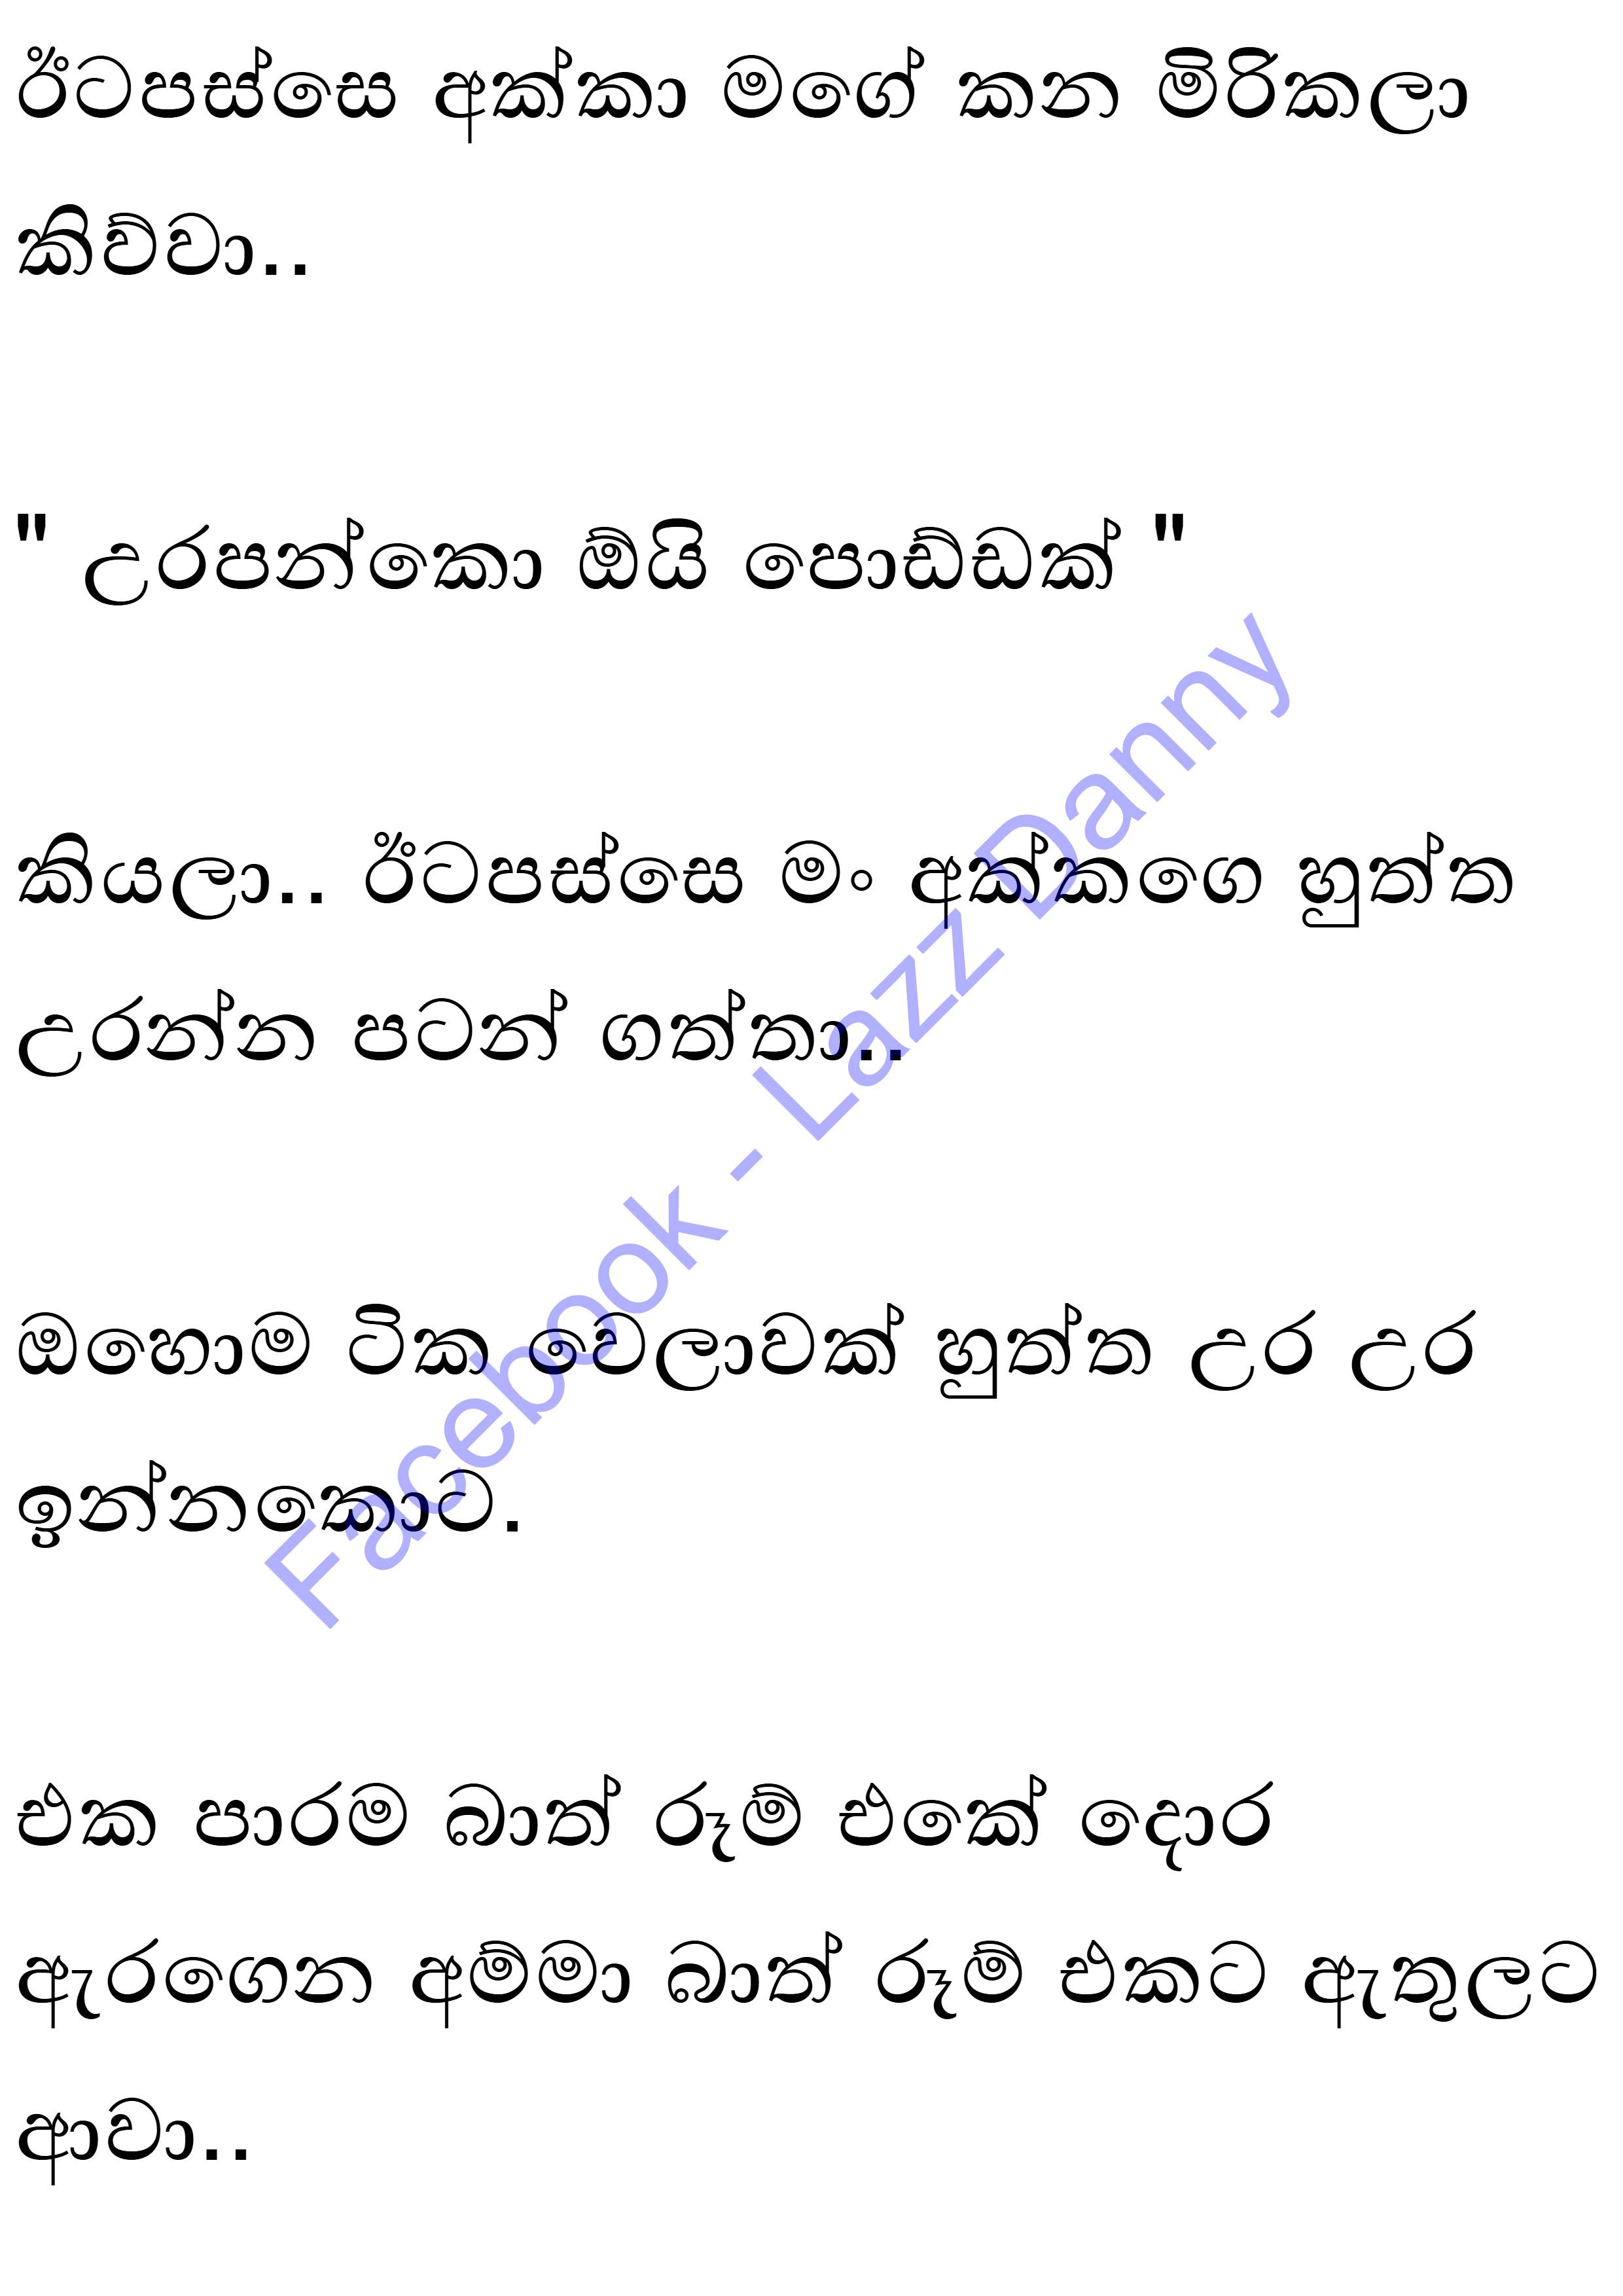 ඊටපස්සෙ අක්කා මගේ කන මිරිකලා
කිව්වා..
" උරපන්කො ඔ්යි පොඩ්ඩක් "
කියලා.. ඊටපස්සෙ මං අක්කගෙ හුත්ත
උරන්න පටන් ගත්තා..
ඔහොම ටික වෙලාවක් හුත්ත උර උර
ඉන්නකොට.
එක පාරම බාත් රූම් එකේ දොර
ඇරගෙන අම්මා බාත් රූම් එකට ඇතුලට
ආවා..
Facebook - Lazz Danny